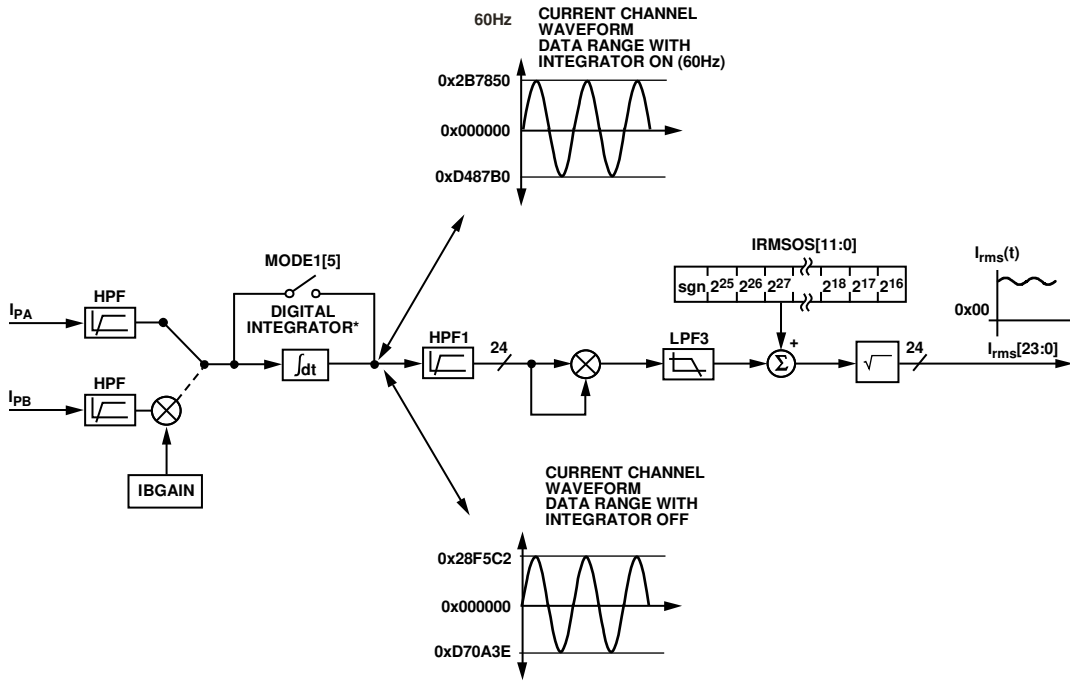 60Hz
CURRENT CHANNEL
WAVEFORM
DATA RANGE WITH
INTEGRATOR ON (60Hz)
0x2B7850
0x000000
0xD487B0
MODE1[5]
DIGITAL
INTEGRATOR*
IRMSOS[11:0]
sgn 2^25 2^26 2^27 2^18 2^17 2^16
I_rms(t)
0x00
I_PA
HPF
∫dt
HPF1
24
LPF3
+
Σ
√
24
I_rms[23:0]
I_PB
HPF
IBGAIN
CURRENT CHANNEL
WAVEFORM
DATA RANGE WITH
INTEGRATOR OFF
0x28F5C2
0x000000
0xD70A3E